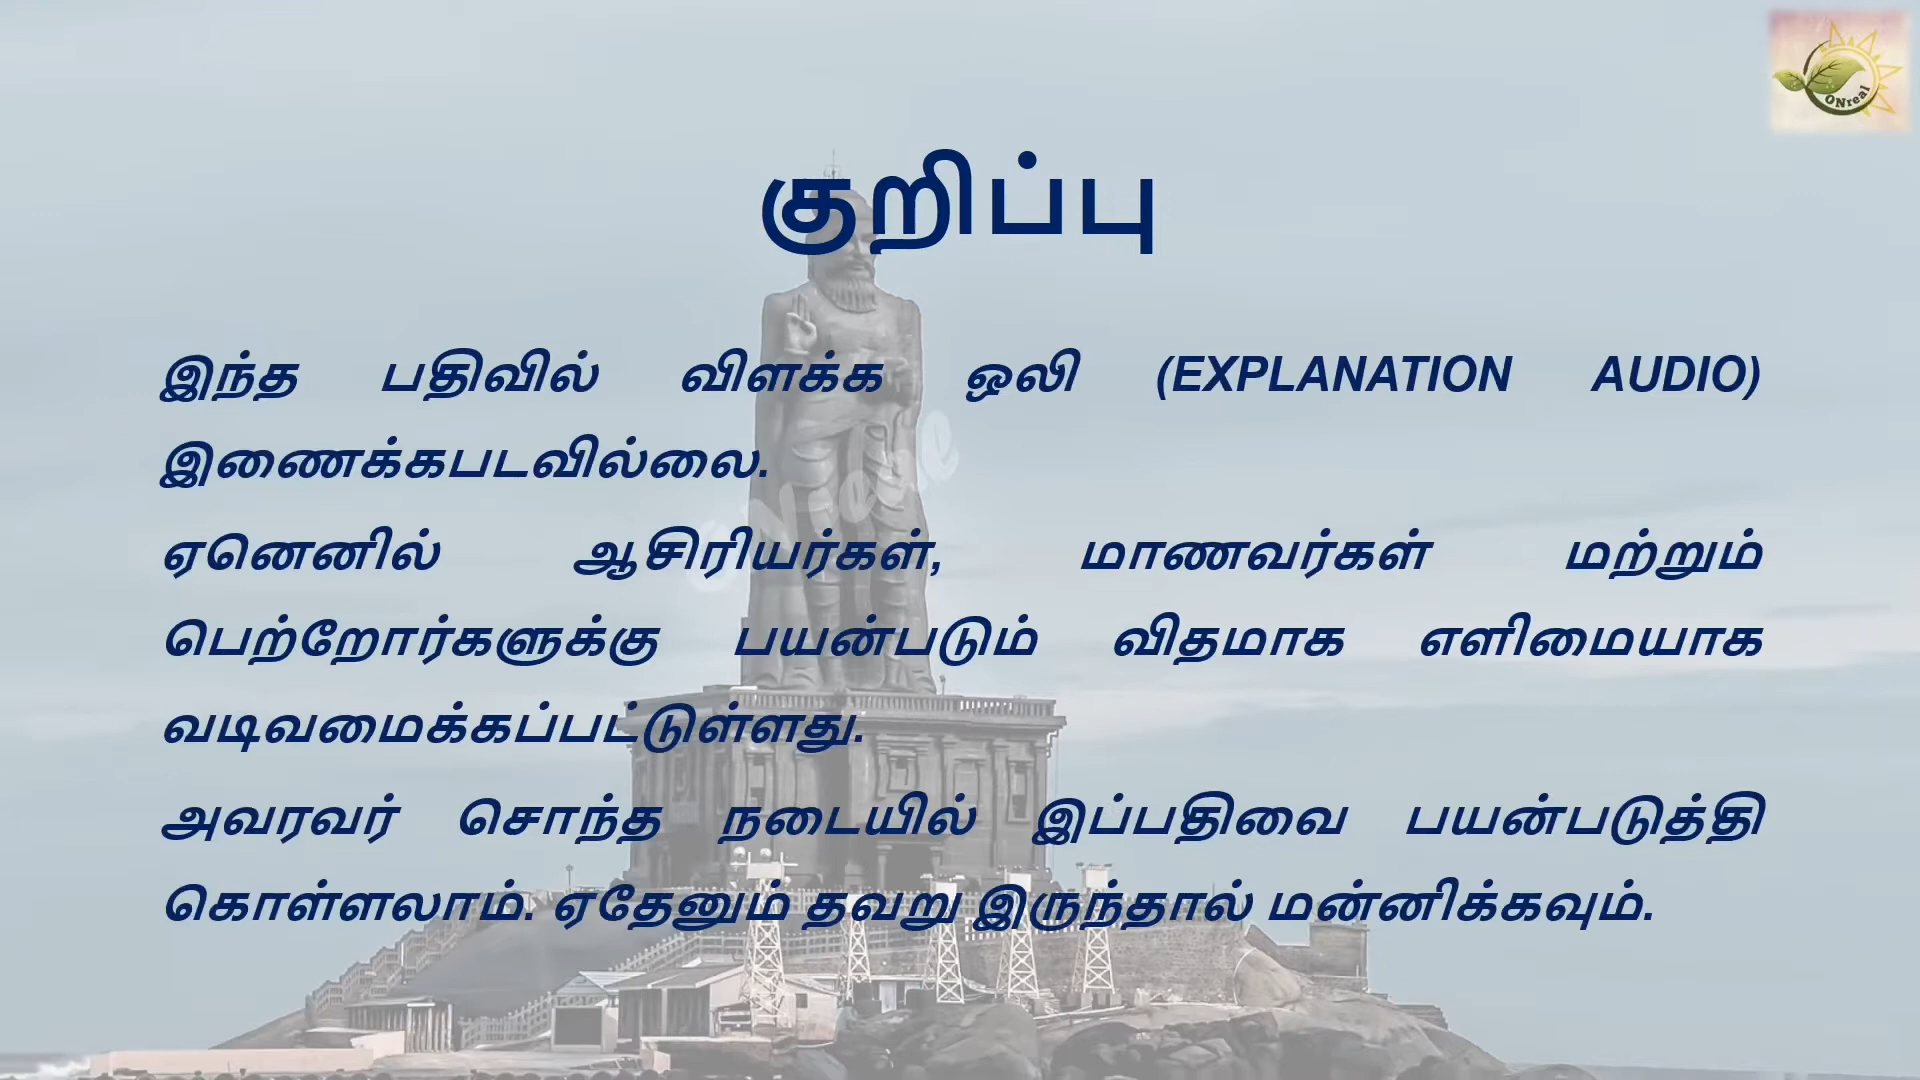 ONreal
குறிப்பு
இந்த பதிவில் விளக்க ஒலி (EXPLANATION AUDIO)
இணைக்கபடவில்லை.
ஏனெனில் ஆசிரியர்கள், மாணவர்கள் மற்றும்
பெற்றோர்களுக்கு பயன்படும் விதமாக எளிமையாக
வடிவமைக்கப்பட்டுள்ளது.
அவரவர் சொந்த நடையில் இப்பதிவை பயன்படுத்தி
கொள்ளலாம். ஏதேனும் தவறு இருந்தால் மன்னிக்கவும்.